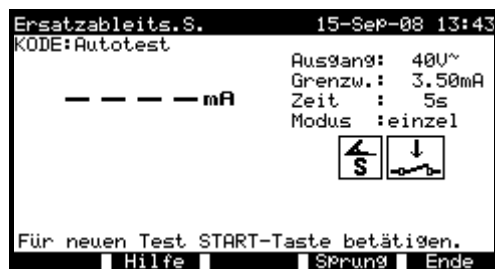 Ersatzableits.S. 15-Sep-08 13:43
KODE:Autotest
Ausgang: 40V~
Grenzw.: 3.50mA
– – – – mA
Zeit : 5s
Modus :einzel
S
Für neuen Test START-Taste betätigen.
Hilfe Sprung Ende